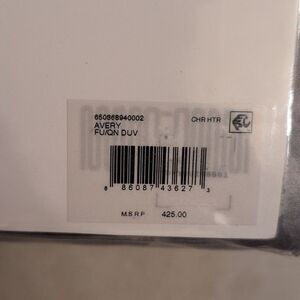 650868940002 CHR HTR
AVERY
FU/QN DUV
6 86087 43627 3
M.S.R.P 425.00